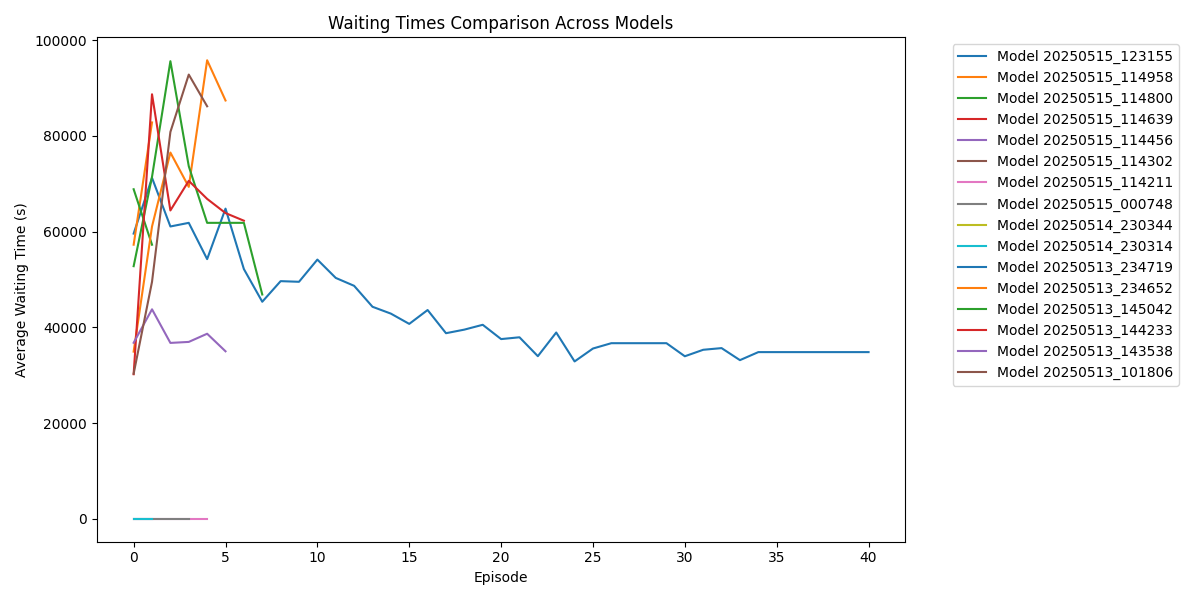 Waiting Times Comparison Across Models
Average Waiting Time (s)
100000
80000
60000
40000
20000
0
0 5 10 15 20 25 30 35 40
Episode
Model 20250515_123155
Model 20250515_114958
Model 20250515_114800
Model 20250515_114639
Model 20250515_114456
Model 20250515_114302
Model 20250515_114211
Model 20250515_000748
Model 20250514_230344
Model 20250514_230314
Model 20250513_234719
Model 20250513_234652
Model 20250513_145042
Model 20250513_144233
Model 20250513_143538
Model 20250513_101806